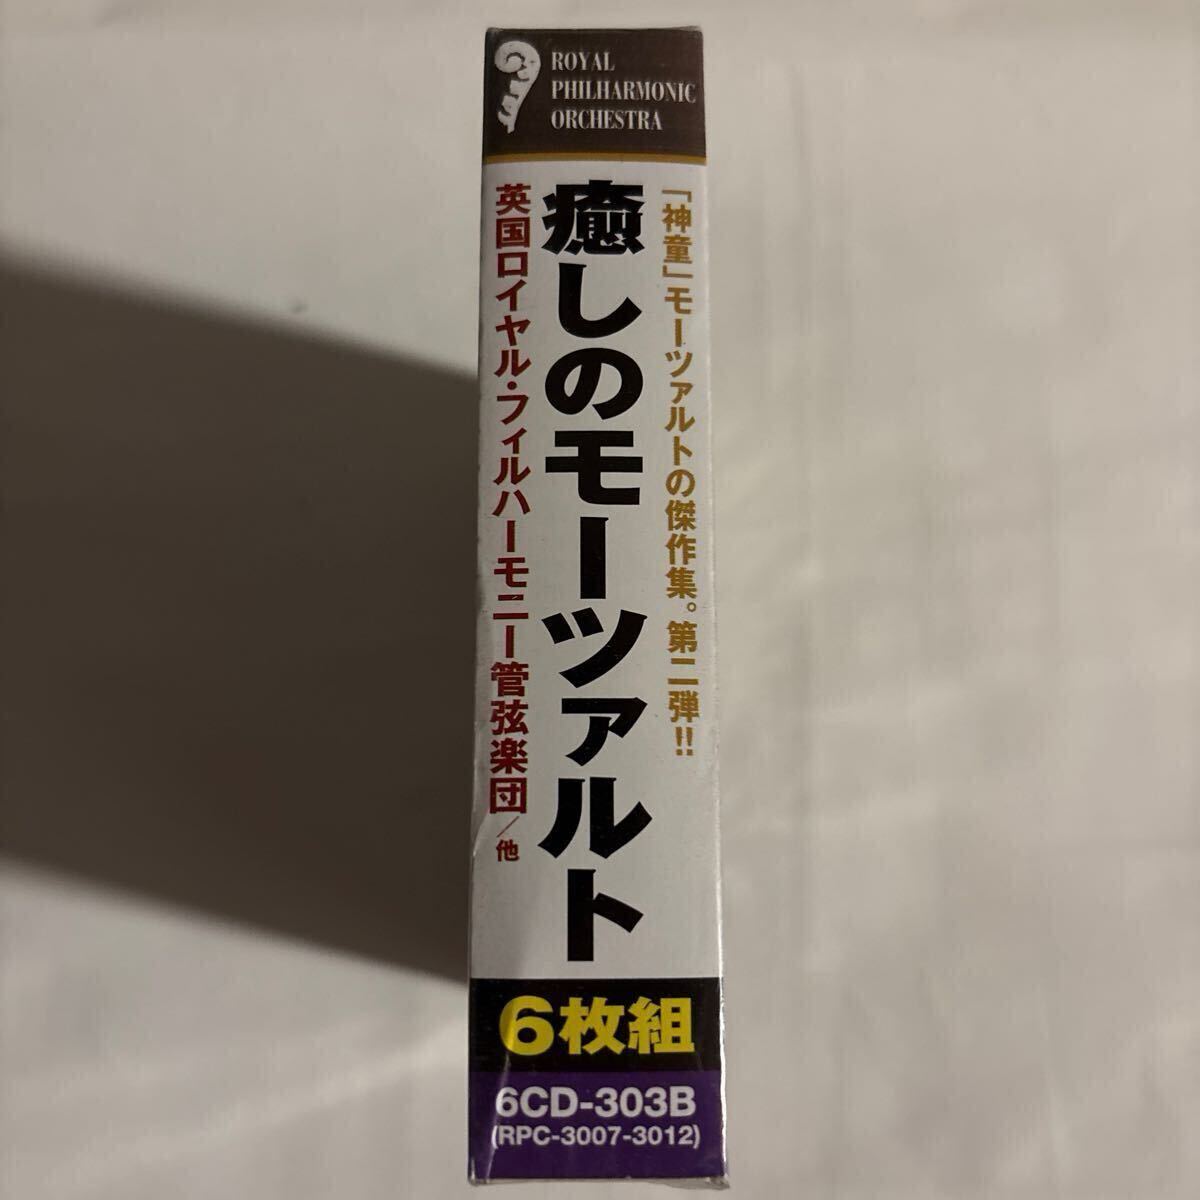 ROYAL
PHILHARMONIC
ORCHESTRA
「神童」モーツァルトの傑作集。第二弾!!
癒しのモーツァルト
英国ロイヤル・フィルハーモニー管弦楽団/他
6枚組
6CD-303B
(RPC-3007-3012)